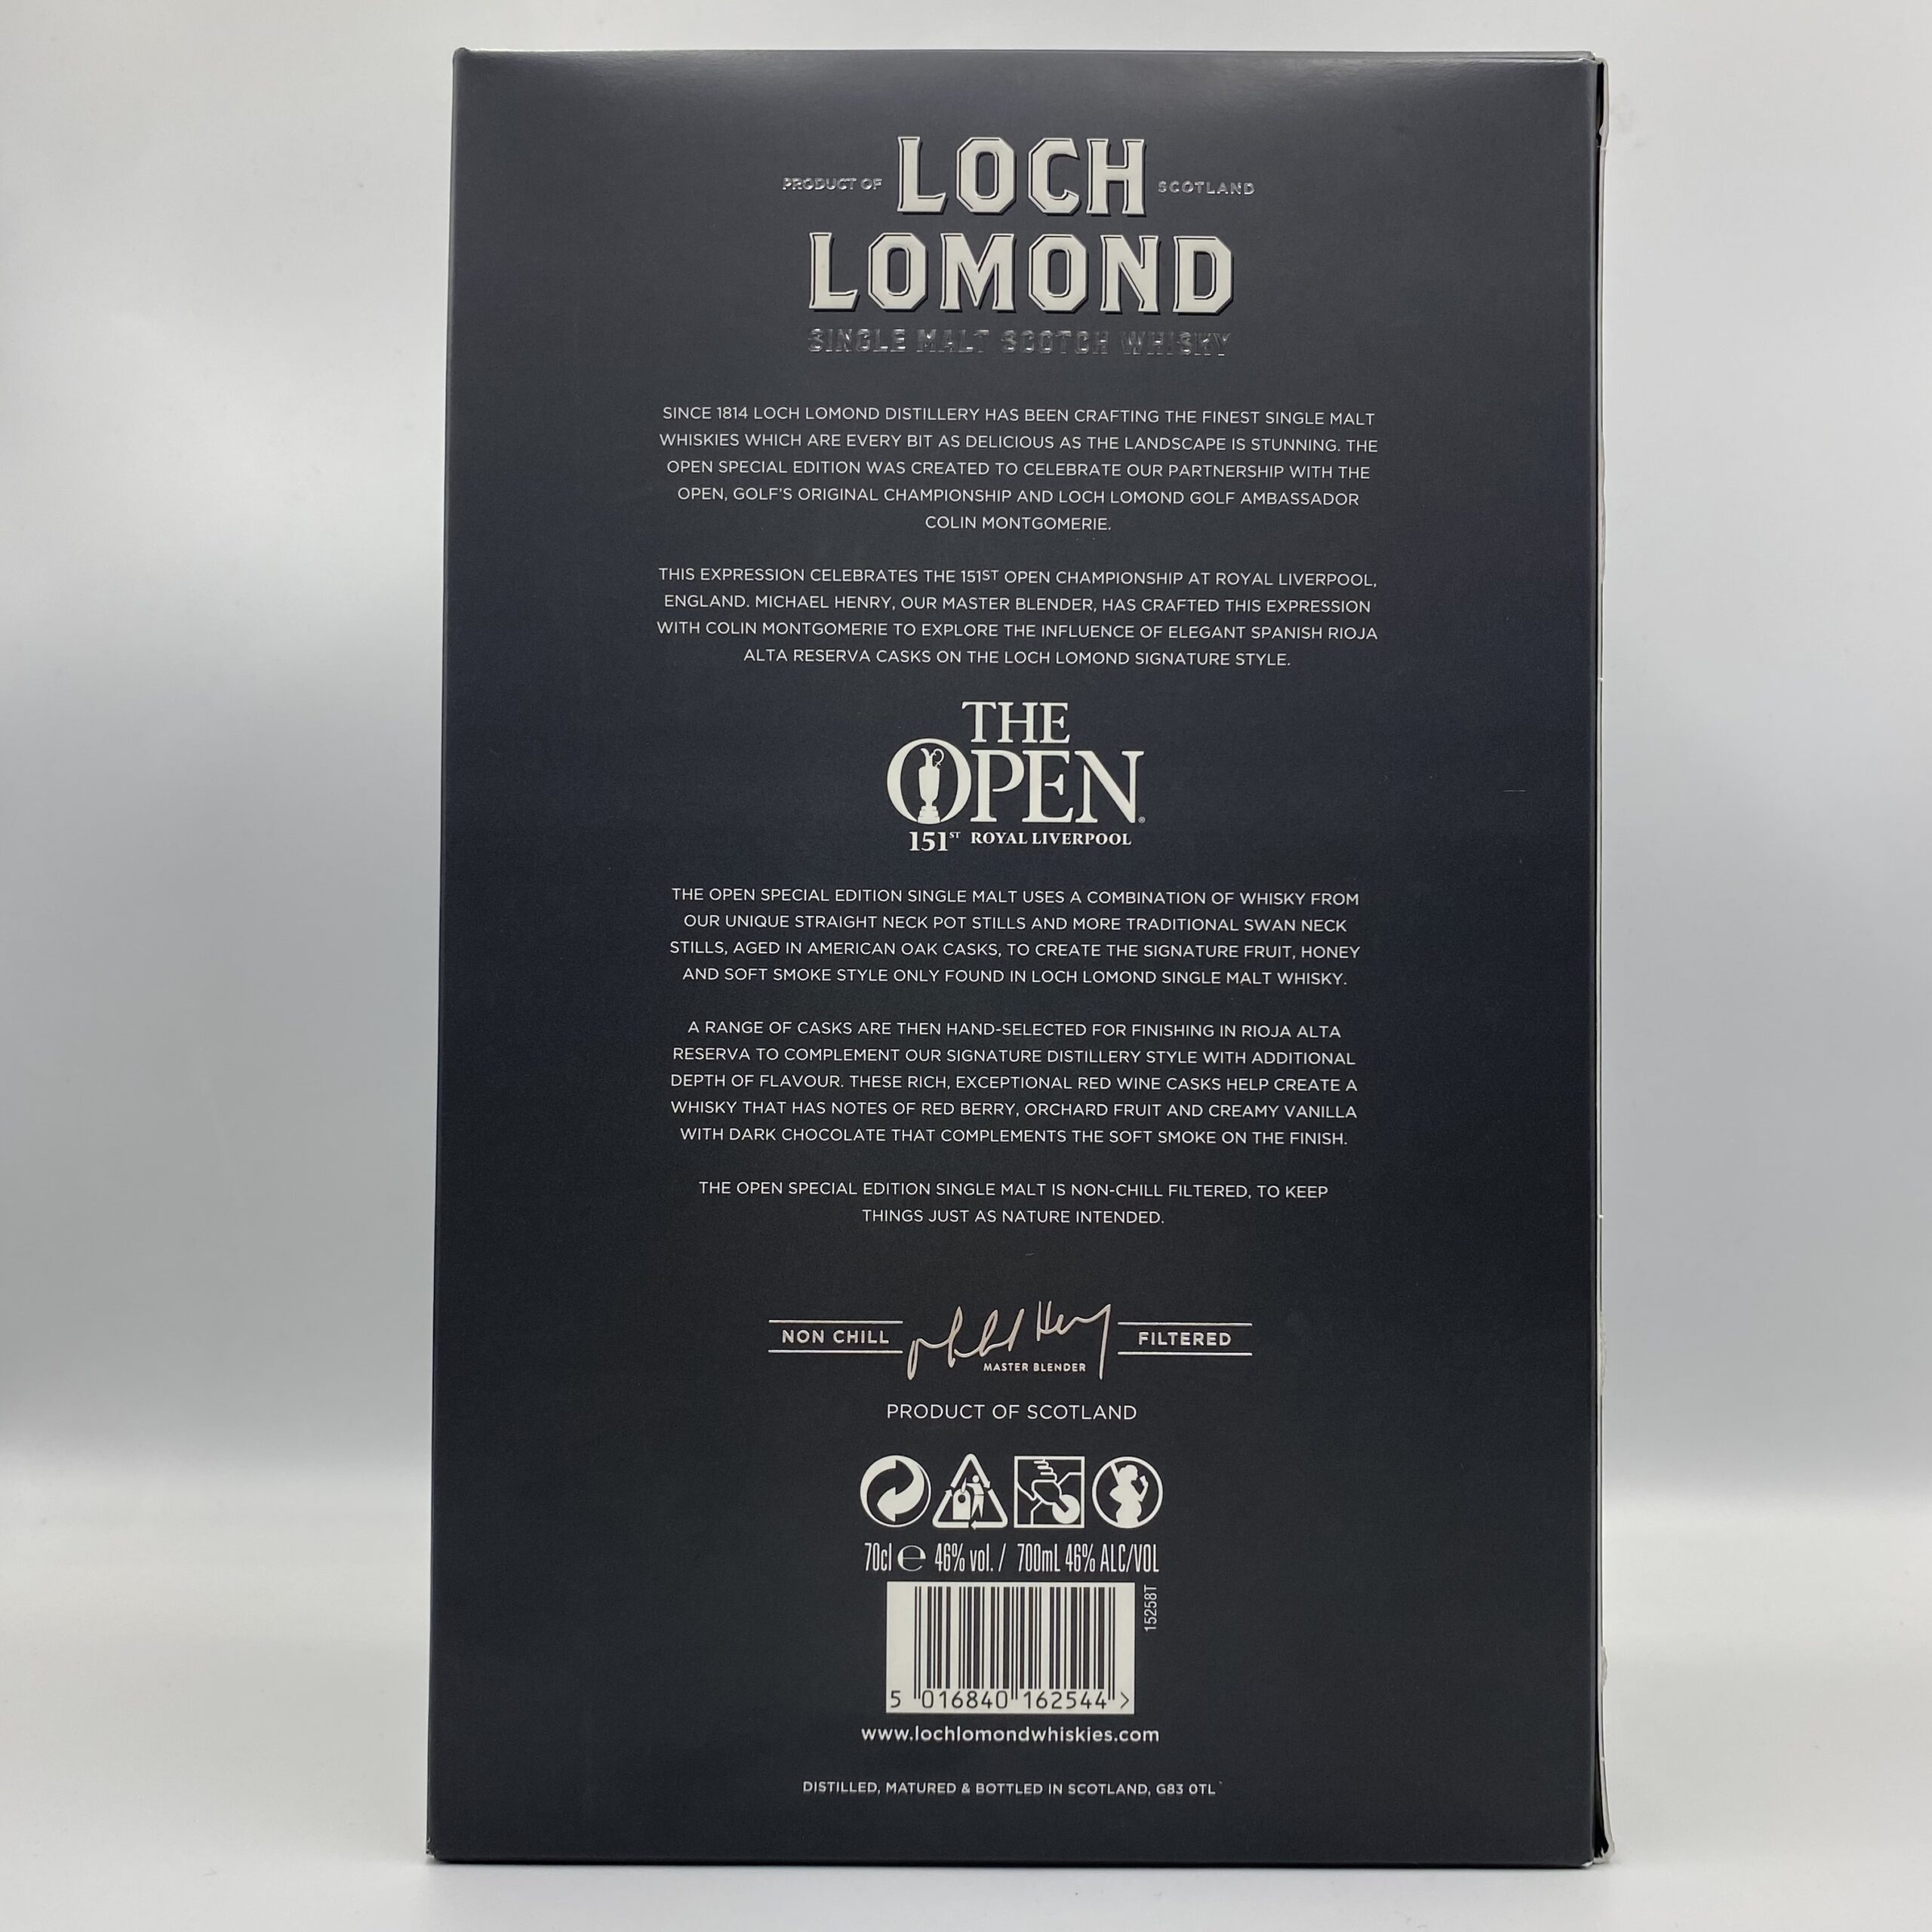 PRODUCT OF LOCH SCOTLAND
LOMOND
SINGLE MALT SCOTCH WHISKY
SINCE 1814 LOCH LOMOND DISTILLERY HAS BEEN CRAFTING THE FINEST SINGLE MALT
WHISKIES WHICH ARE EVERY BIT AS DELICIOUS AS THE LANDSCAPE IS STUNNING. THE
OPEN SPECIAL EDITION WAS CREATED TO CELEBRATE OUR PARTNERSHIP WITH THE
OPEN, GOLF'S ORIGINAL CHAMPIONSHIP AND LOCH LOMOND GOLF AMBASSADOR
COLIN MONTGOMERIE.
THIS EXPRESSION CELEBRATES THE 151ST OPEN CHAMPIONSHIP AT ROYAL LIVERPOOL,
ENGLAND. MICHAEL HENRY, OUR MASTER BLENDER, HAS CRAFTED THIS EXPRESSION
WITH COLIN MONTGOMERIE TO EXPLORE THE INFLUENCE OF ELEGANT SPANISH RIOJA
ALTA RESERVA CASKS ON THE LOCH LOMOND SIGNATURE STYLE.
THE
OPEN®
151ST ROYAL LIVERPOOL
THE OPEN SPECIAL EDITION SINGLE MALT USES A COMBINATION OF WHISKY FROM
OUR UNIQUE STRAIGHT NECK POT STILLS AND MORE TRADITIONAL SWAN NECK
STILLS, AGED IN AMERICAN OAK CASKS, TO CREATE THE SIGNATURE FRUIT, HONEY
AND SOFT SMOKE STYLE ONLY FOUND IN LOCH LOMOND SINGLE MALT WHISKY.
A RANGE OF CASKS ARE THEN HAND-SELECTED FOR FINISHING IN RIOJA ALTA
RESERVA TO COMPLEMENT OUR SIGNATURE DISTILLERY STYLE WITH ADDITIONAL
DEPTH OF FLAVOUR. THESE RICH, EXCEPTIONAL RED WINE CASKS HELP CREATE A
WHISKY THAT HAS NOTES OF RED BERRY, ORCHARD FRUIT AND CREAMY VANILLA
WITH DARK CHOCOLATE THAT COMPLEMENTS THE SOFT SMOKE ON THE FINISH.
THE OPEN SPECIAL EDITION SINGLE MALT IS NON-CHILL FILTERED, TO KEEP
THINGS JUST AS NATURE INTENDED.
NON CHILL Michael Henry FILTERED
MASTER BLENDER
PRODUCT OF SCOTLAND
70cl ℮ 46% vol. / 700mL 46% ALC/VOL
15258T
5 016840 162544 >
www.lochlomondwhiskies.com
DISTILLED, MATURED & BOTTLED IN SCOTLAND, G83 0TL